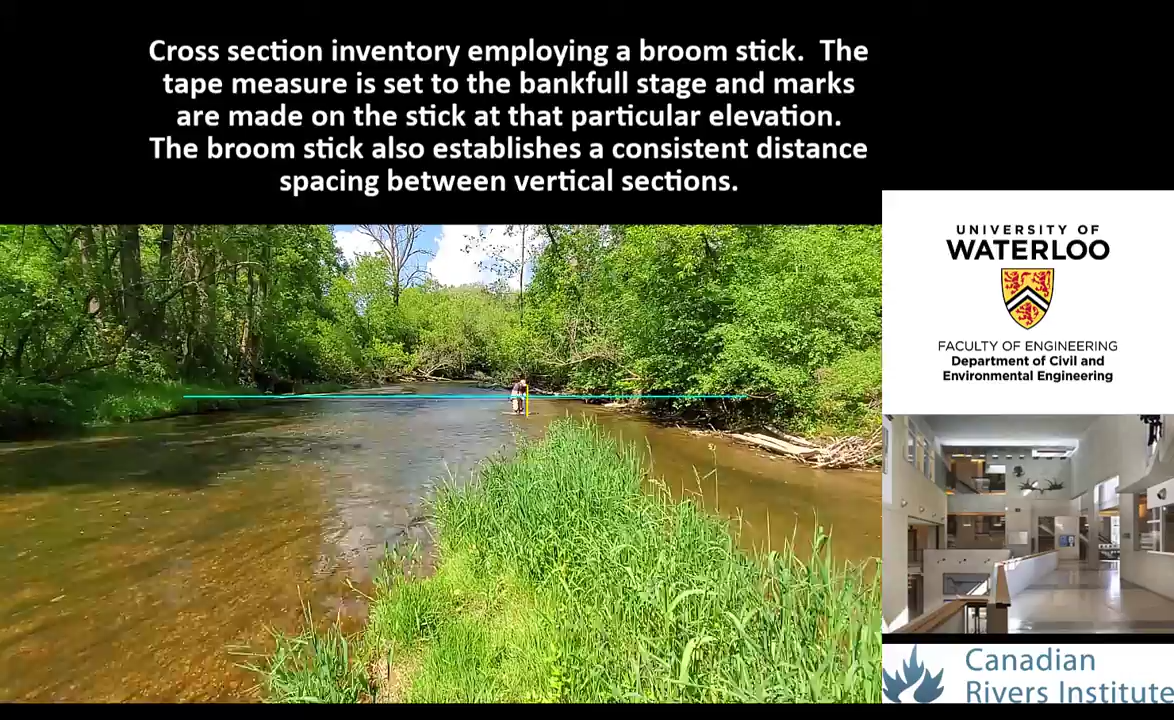 Cross section inventory employing a broom stick. The
tape measure is set to the bankfull stage and marks
are made on the stick at that particular elevation.
The broom stick also establishes a consistent distance
spacing between vertical sections.
UNIVERSITY OF
WATERLOO
FACULTY OF ENGINEERING
Department of Civil and
Environmental Engineering
Canadian
Rivers Institute